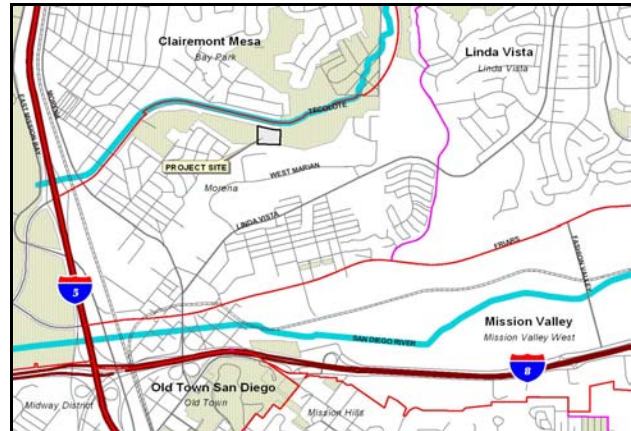 Clairemont Mesa
Bay Park
Linda Vista
Linda Vista
EAST MISSION BAY
MORENA
TECOLOTE
PROJECT SITE
WEST MARIAN
Morena
LINDA VISTA
FRIARS
FASHION VALLEY
5
SAN DIEGO RIVER
Mission Valley
Mission Valley West
8
Old Town San Diego
Old Town
Midway District
Mission Hills